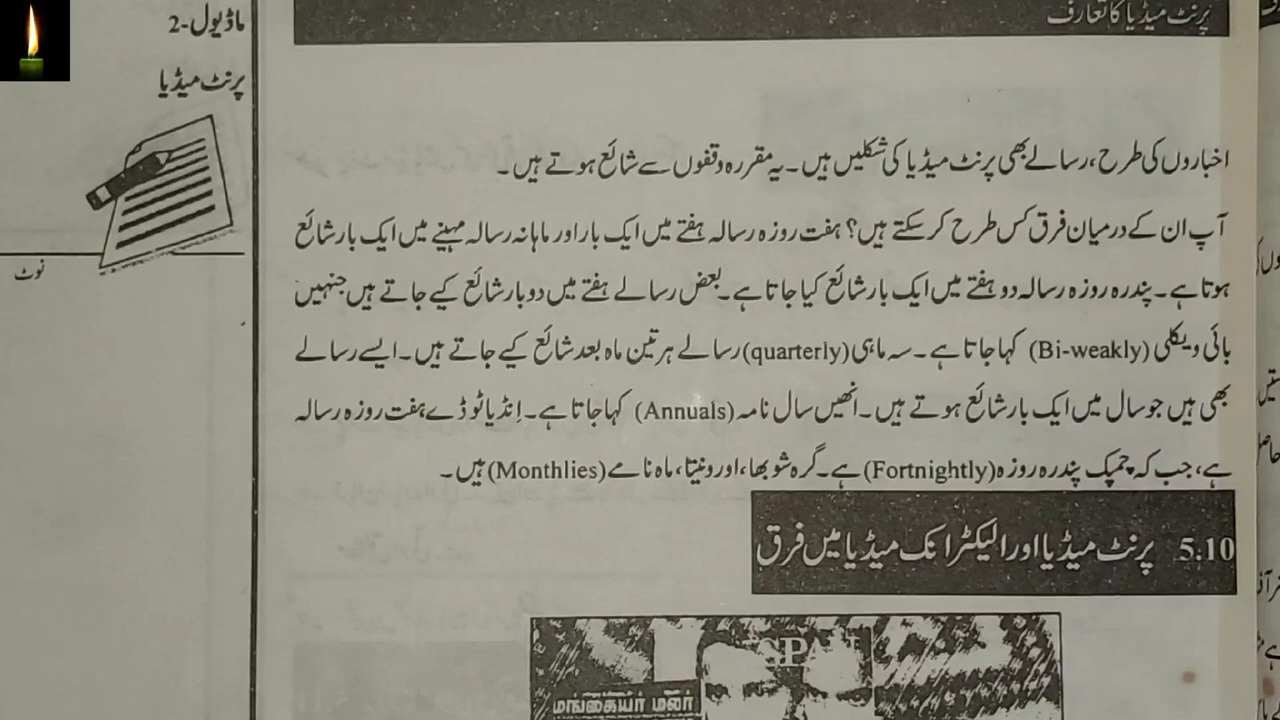 پرنٹ میڈیا کا تعارف
ماڈیول-2
پرنٹ میڈیا
نوٹ
اخباروں کی طرح، رسالے بھی پرنٹ میڈیا کی شکلیں ہیں۔ یہ مقررہ وقفوں سے شائع ہوتے ہیں۔
آپ ان کے درمیان فرق کس طرح کر سکتے ہیں؟ ہفت روزہ رسالہ ہفتے میں ایک بار اور ماہانہ رسالہ مہینے میں ایک بار شائع
ہوتا ہے۔ پندرہ روزہ رسالہ دو ہفتے میں ایک بار شائع کیا جاتا ہے۔ بعض رسالے ہفتے میں دو بار شائع کیے جاتے ہیں جنہیں
بائی ویکلی (Bi-weakly) کہا جاتا ہے۔ سہ ماہی (quarterly) رسالے ہر تین ماہ بعد شائع کیے جاتے ہیں۔ ایسے رسالے
بھی ہیں جو سال میں ایک بار شائع ہوتے ہیں۔ انھیں سال نامہ (Annuals) کہا جاتا ہے۔ اِنڈیا ٹو ڈے ہفت روزہ رسالہ
ہے، جب کہ چمپک پندرہ روزہ (Fortnightly) ہے۔ گرہ شوبھا، اور ونیتا، ماہ نامے (Monthlies) ہیں۔
5.10 پرنٹ میڈیا اور الیکٹرانک میڈیا میں فرق
மங்கையர் மலர்